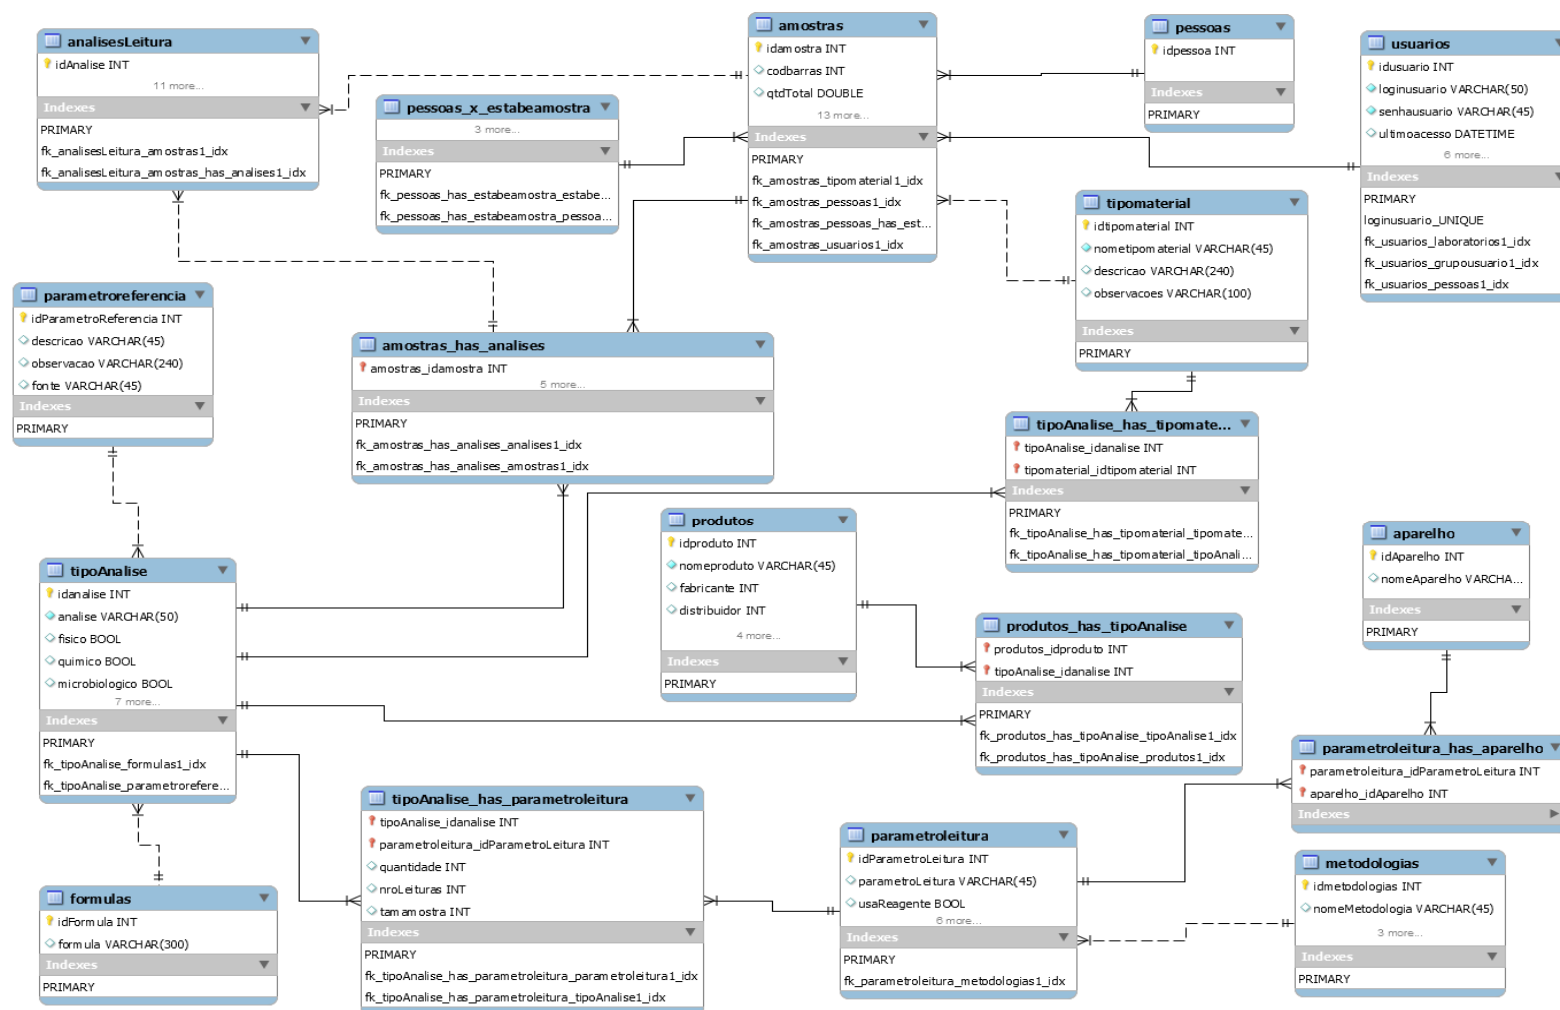 analisesLeitura
idAnalise INT
11 more...
Indexes
PRIMARY
fk_analisesLeitura_amostras1_idx
fk_analisesLeitura_amostras_has_analises1_idx
pessoas_x_estabeamostra
3 more...
Indexes
PRIMARY
fk_pessoas_has_estabeamostra_estabe...
fk_pessoas_has_estabeamostra_pessoa...
amostras
idamostra INT
codbarras INT
qtdTotal DOUBLE
13 more...
Indexes
PRIMARY
fk_amostras_tipomaterial1_idx
fk_amostras_pessoas1_idx
fk_amostras_pessoas_has_est...
fk_amostras_usuarios1_idx
pessoas
idpessoa INT
Indexes
PRIMARY
usuarios
idusuario INT
loginusuario VARCHAR(50)
senhausuario VARCHAR(45)
ultimoacesso DATETIME
6 more...
Indexes
PRIMARY
loginusuario_UNIQUE
fk_usuarios_laboratorios1_idx
fk_usuarios_grupousuario1_idx
fk_usuarios_pessoas1_idx
tipomaterial
idtipomaterial INT
nometipomaterial VARCHAR(45)
descricao VARCHAR(240)
observacoes VARCHAR(100)
Indexes
PRIMARY
parametroreferencia
idParametroReferencia INT
descricao VARCHAR(45)
observacao VARCHAR(240)
fonte VARCHAR(45)
Indexes
PRIMARY
amostras_has_analises
amostras_idamostra INT
5 more...
Indexes
PRIMARY
fk_amostras_has_analises_analises1_idx
fk_amostras_has_analises_amostras1_idx
tipoAnalise_has_tipomate...
tipoAnalise_idanalise INT
tipomaterial_idtipomaterial INT
Indexes
PRIMARY
fk_tipoAnalise_has_tipomaterial_tipomate...
fk_tipoAnalise_has_tipomaterial_tipoAnali...
produtos
idproduto INT
nomeproduto VARCHAR(45)
fabricante INT
distribuidor INT
4 more...
Indexes
PRIMARY
aparelho
idAparelho INT
nomeAparelho VARCHA...
Indexes
PRIMARY
tipoAnalise
idanalise INT
analise VARCHAR(50)
fisico BOOL
quimico BOOL
microbiologico BOOL
7 more...
Indexes
PRIMARY
fk_tipoAnalise_formulas1_idx
fk_tipoAnalise_parametrorefere...
produtos_has_tipoAnalise
produtos_idproduto INT
tipoAnalise_idanalise INT
Indexes
PRIMARY
fk_produtos_has_tipoAnalise_tipoAnalise1_idx
fk_produtos_has_tipoAnalise_produtos1_idx
parametroleitura_has_aparelho
parametroleitura_idParametroLeitura INT
aparelho_idAparelho INT
Indexes
tipoAnalise_has_parametroleitura
tipoAnalise_idanalise INT
parametroleitura_idParametroLeitura INT
quantidade INT
nroLeituras INT
tamamostra INT
Indexes
PRIMARY
fk_tipoAnalise_has_parametroleitura_parametroleitura1_idx
fk_tipoAnalise_has_parametroleitura_tipoAnalise1_idx
parametroleitura
idParametroLeitura INT
parametroLeitura VARCHAR(45)
usaReagente BOOL
6 more...
Indexes
PRIMARY
fk_parametroleitura_metodologias1_idx
metodologias
idmetodologias INT
nomeMetodologia VARCHAR(45)
3 more...
Indexes
PRIMARY
formulas
idFormula INT
formula VARCHAR(300)
Indexes
PRIMARY